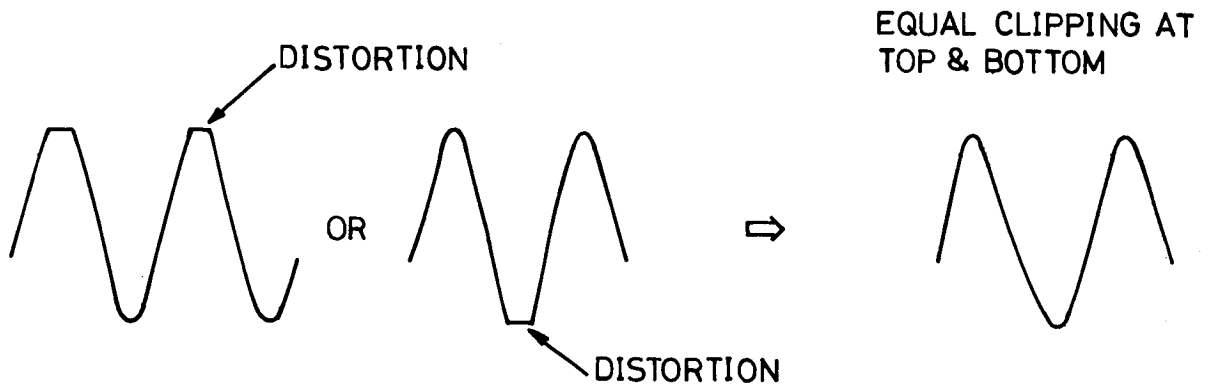 DISTORTION
OR
DISTORTION
EQUAL CLIPPING AT
TOP & BOTTOM